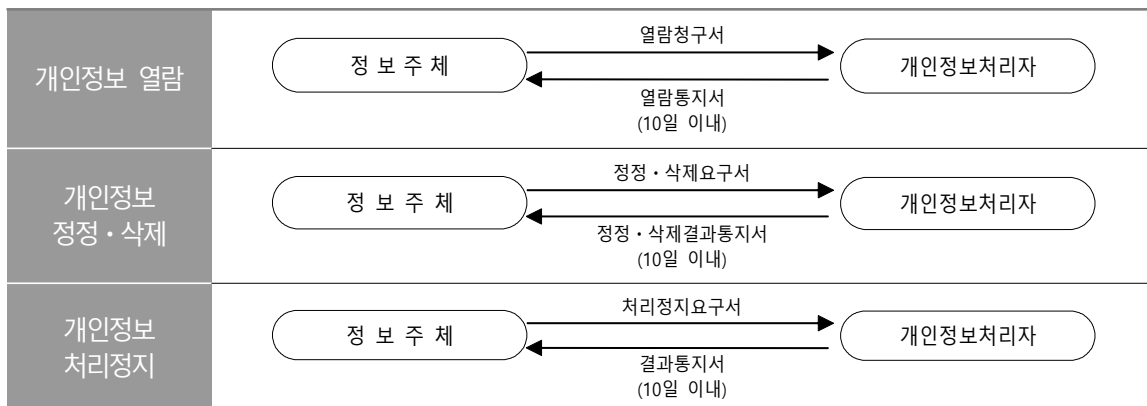 개인정보 열람
정 보 주 체
열람청구서
열람통지서
(10일 이내)
개인정보처리자
개인정보
정정・삭제
정 보 주 체
정정・삭제요구서
정정・삭제결과통지서
(10일 이내)
개인정보처리자
개인정보
처리정지
정 보 주 체
처리정지요구서
결과통지서
(10일 이내)
개인정보처리자